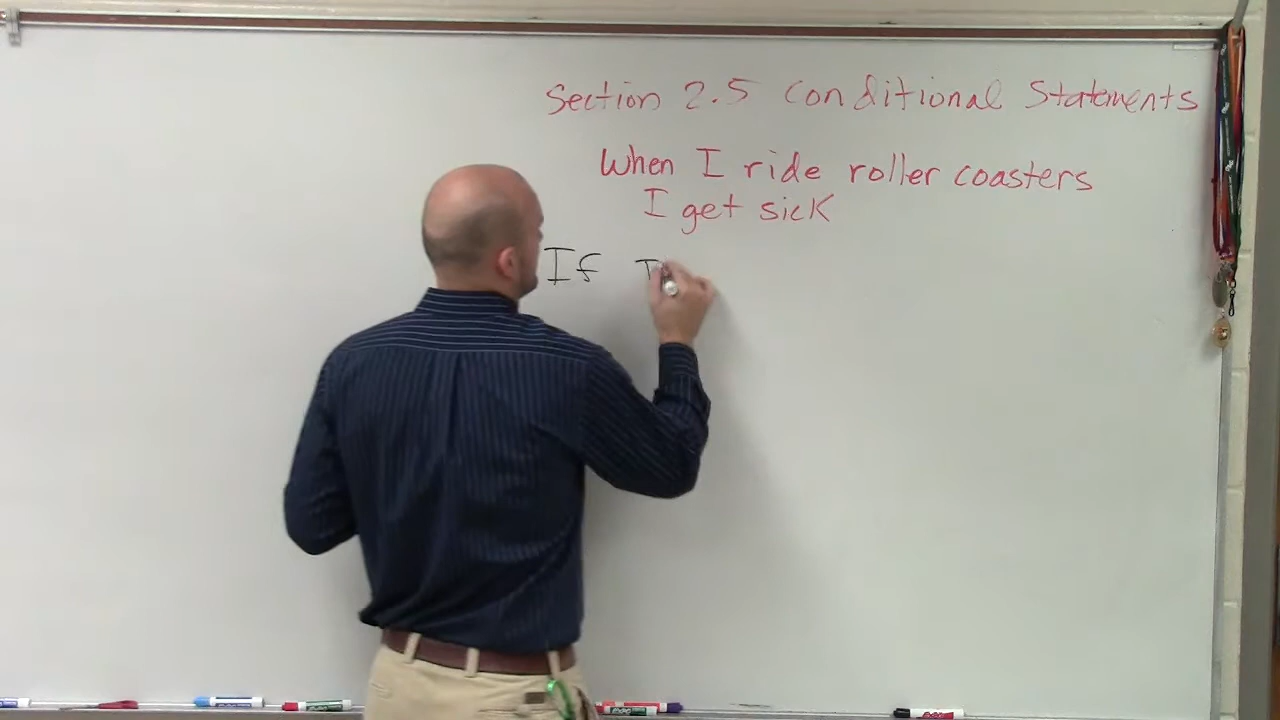 Section 2.5 Conditional Statements
When I ride roller coasters
I get sick
If I